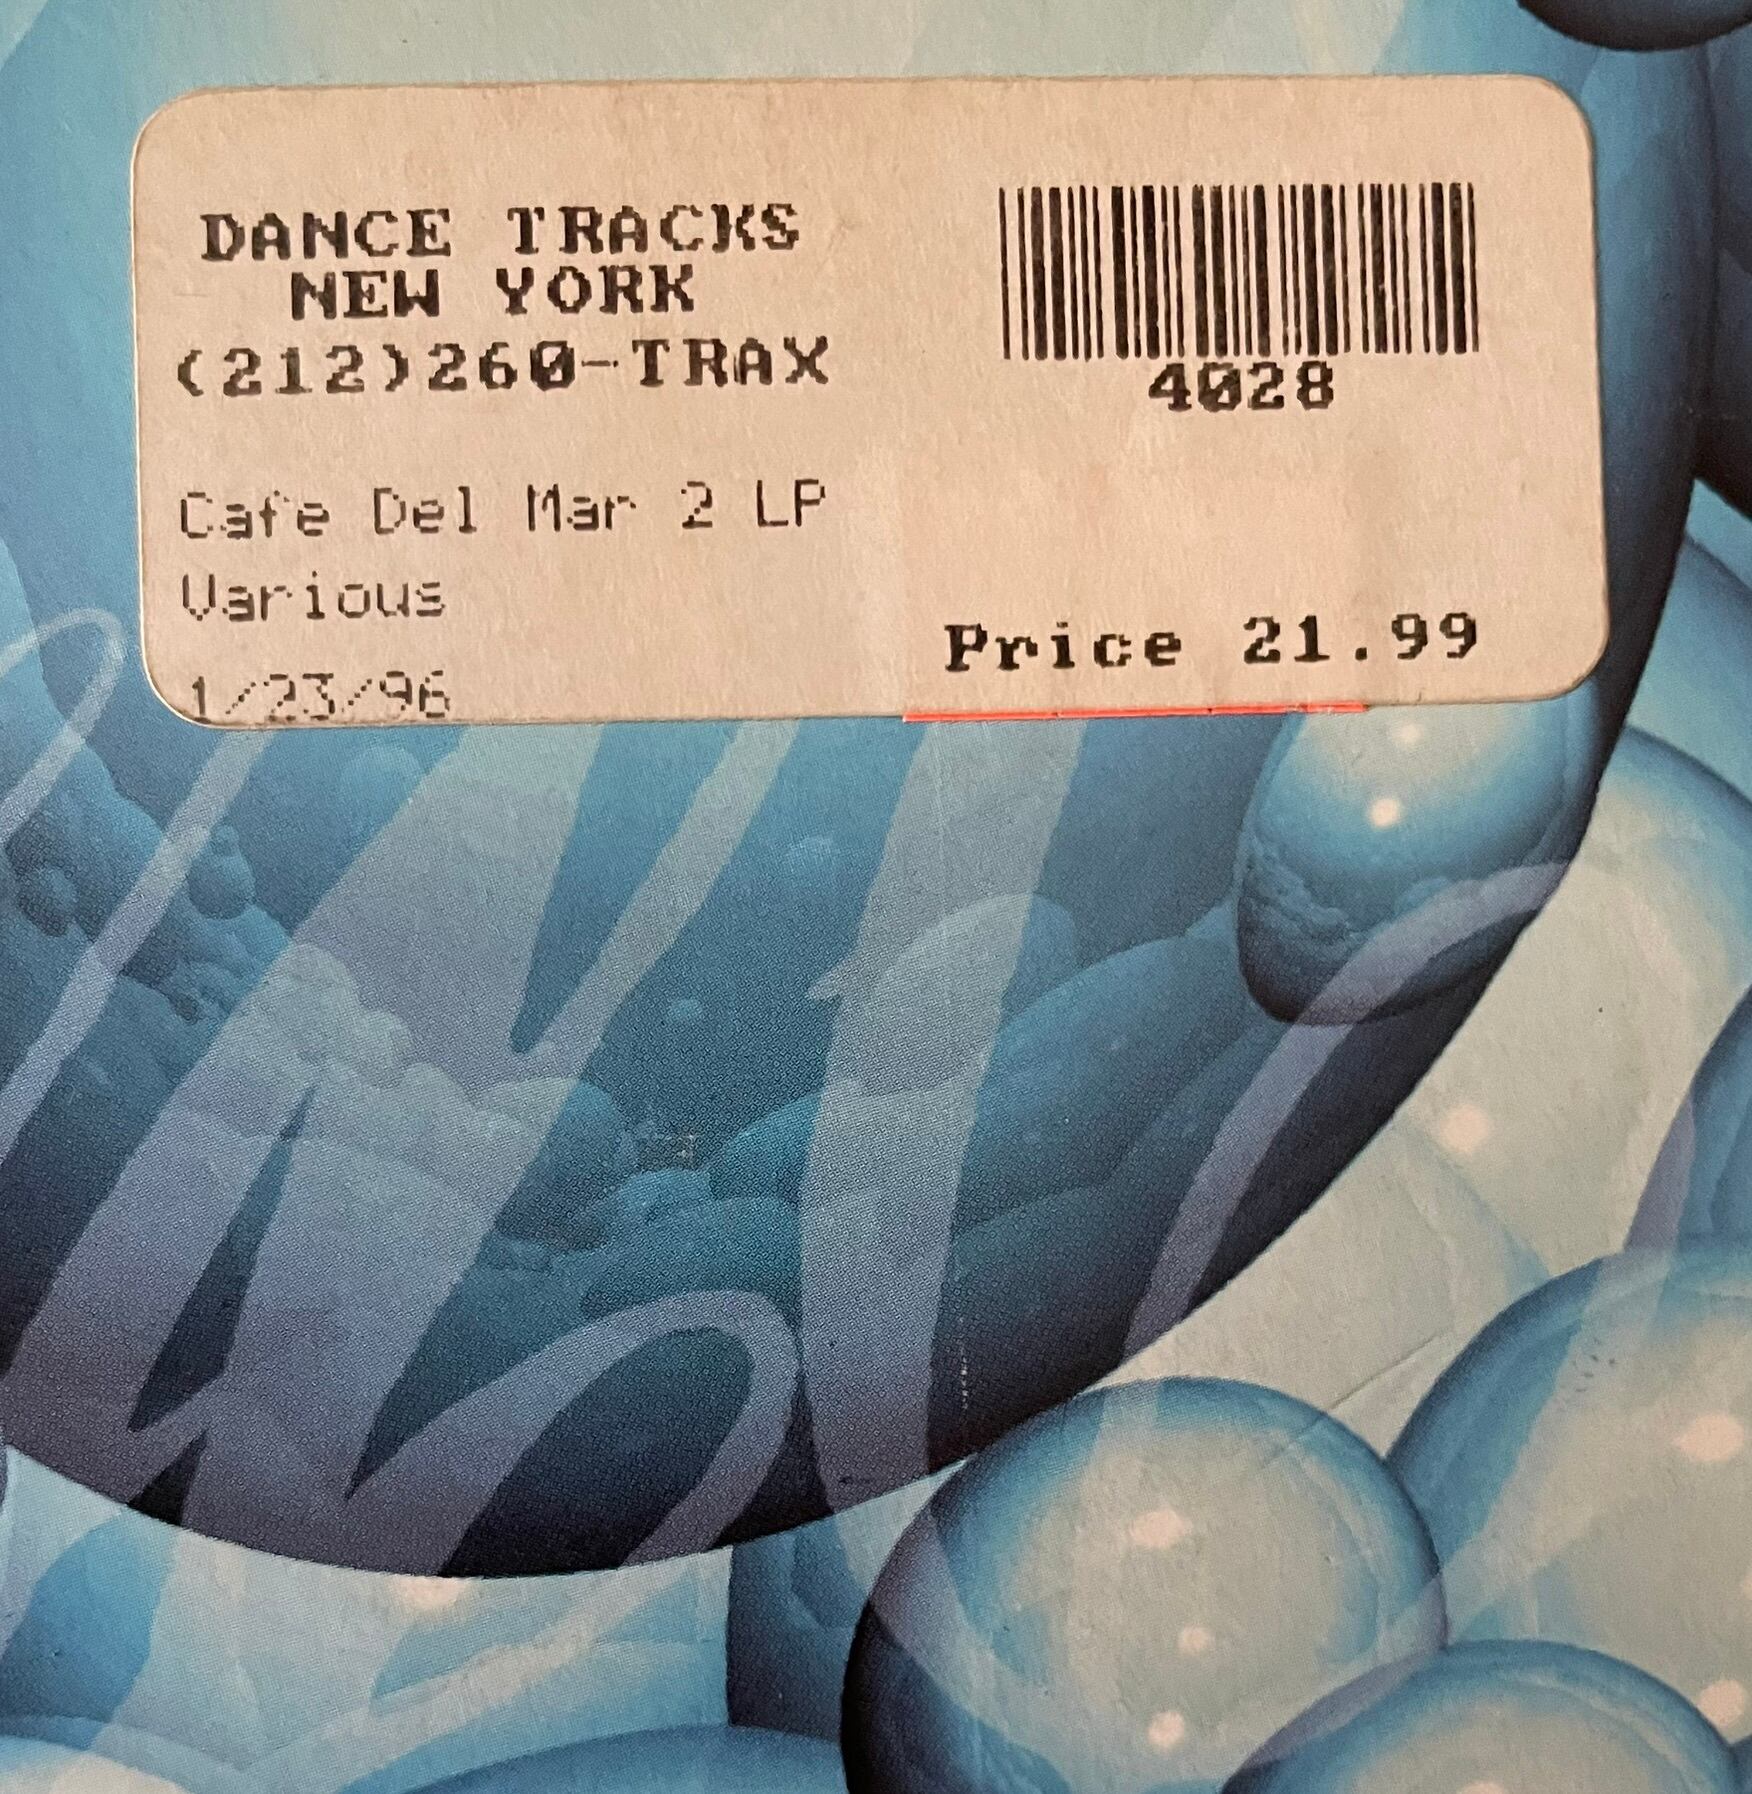 DANCE TRACKS
NEW YORK
(212)260-TRAX
4028
Cafe Del Mar 2 LP
Various
Price 21.99
1/23/96